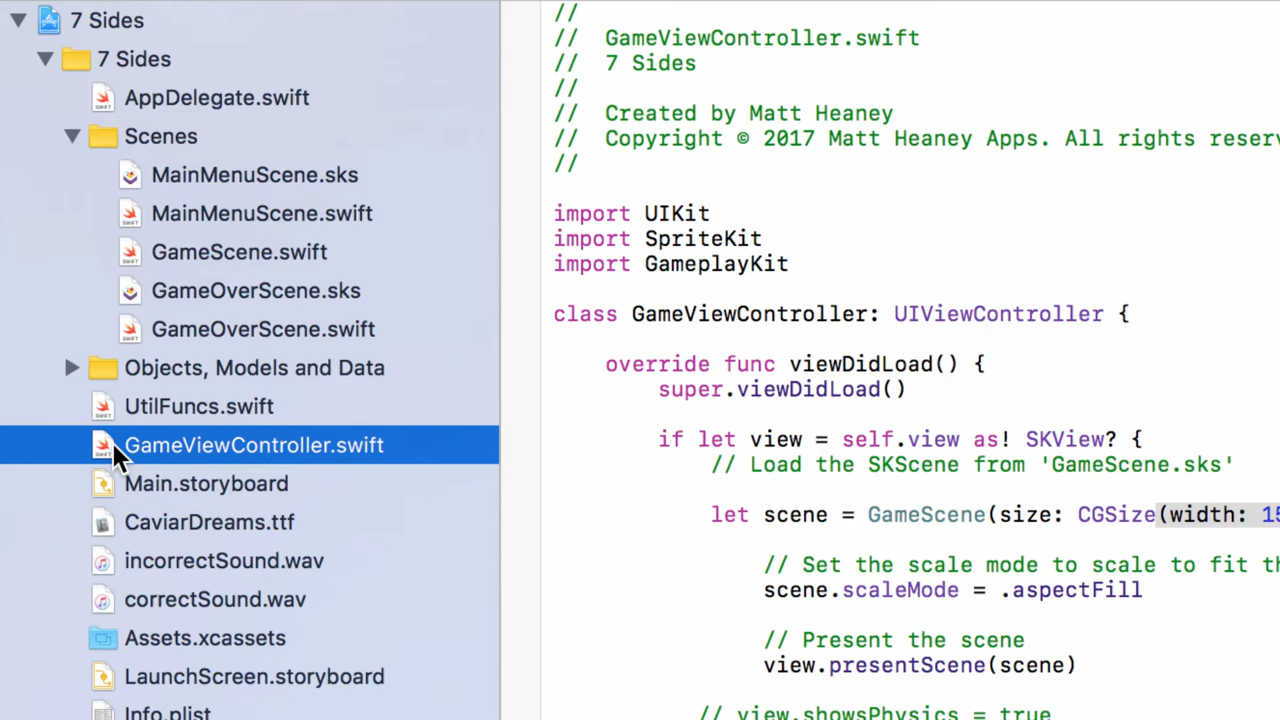 7 Sides
7 Sides
AppDelegate.swift
Scenes
MainMenuScene.sks
MainMenuScene.swift
GameScene.swift
GameOverScene.sks
GameOverScene.swift
Objects, Models and Data
UtilFuncs.swift
GameViewController.swift
Main.storyboard
CaviarDreams.ttf
incorrectSound.wav
correctSound.wav
Assets.xcassets
LaunchScreen.storyboard
Info.plist
//
// GameViewController.swift
// 7 Sides
//
// Created by Matt Heaney
// Copyright © 2017 Matt Heaney Apps. All rights reser
//
import UIKit
import SpriteKit
import GameplayKit
class GameViewController: UIViewController {
override func viewDidLoad() {
super.viewDidLoad()
if let view = self.view as! SKView? {
// Load the SKScene from 'GameScene.sks'
let scene = GameScene(size: CGSize(width: 15
// Set the scale mode to scale to fit th
scene.scaleMode = .aspectFill
// Present the scene
view.presentScene(scene)
// view.showsPhysics = true